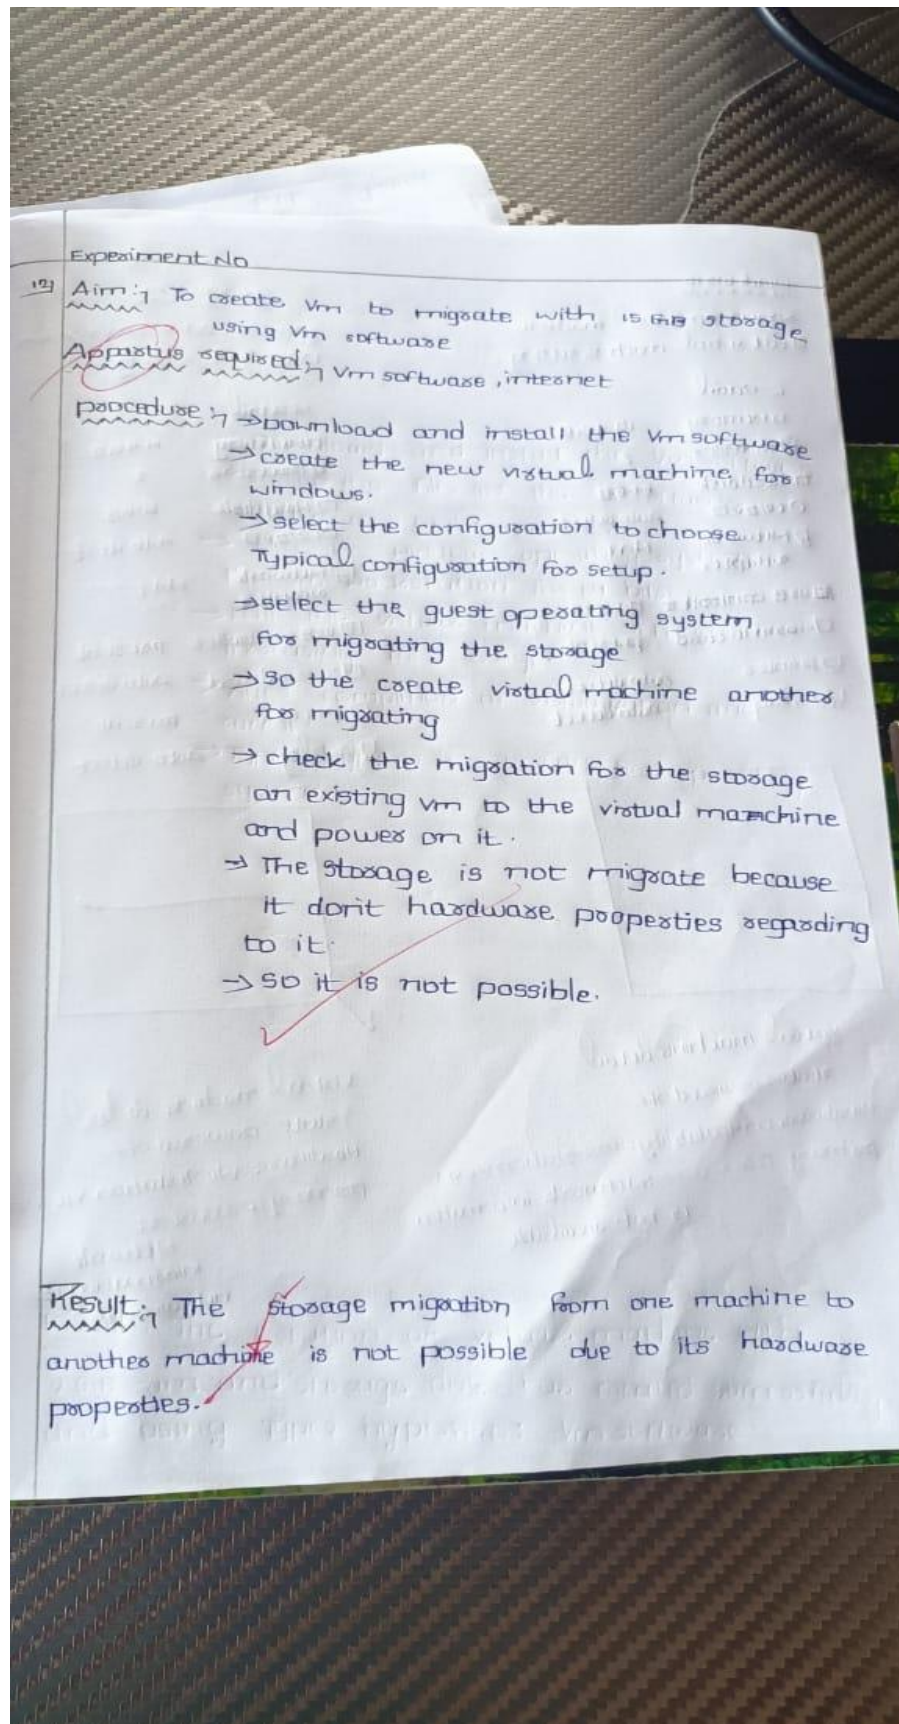 Experiment No
12) Aim:- To create Vm to migrate with 15 GB storage
using Vm software
Appartus required:- Vm software, internet
procedure:- → Download and install the Vm software
→ create the new virtual machine for
windows.
→ select the configuration to choose
Typical configuration for setup.
→ select the guest operating system
for migrating the storage
→ so the create virtual machine another
for migrating
→ check the migration for the storage
an existing vm to the virtual machine
and power on it.
→ The storage is not migrate because
it don't hardware properties regarding
to it.
→ so it is not possible.
Result:- The storage migration from one machine to
another machine is not possible due to its hardware
properties.